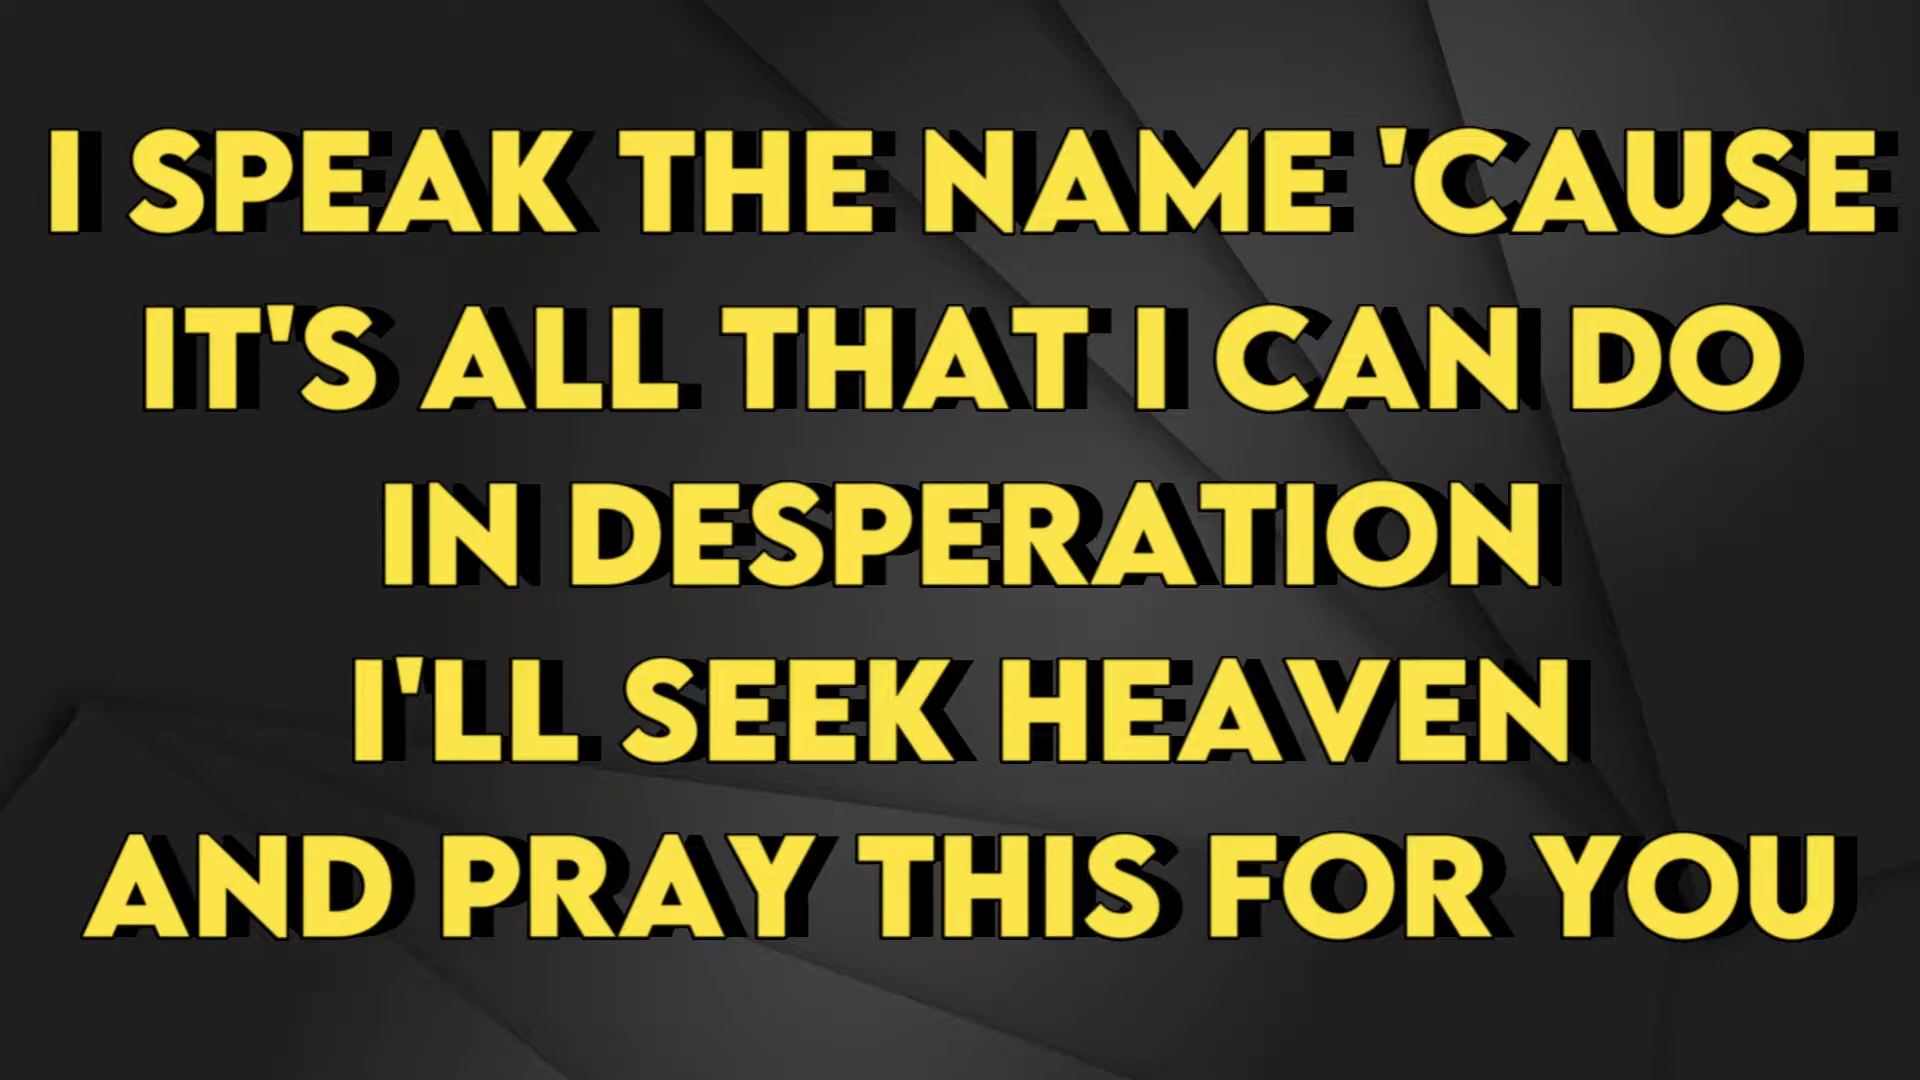 I SPEAK THE NAME 'CAUSE
IT'S ALL THAT I CAN DO
IN DESPERATION
I'LL SEEK HEAVEN
AND PRAY THIS FOR YOU